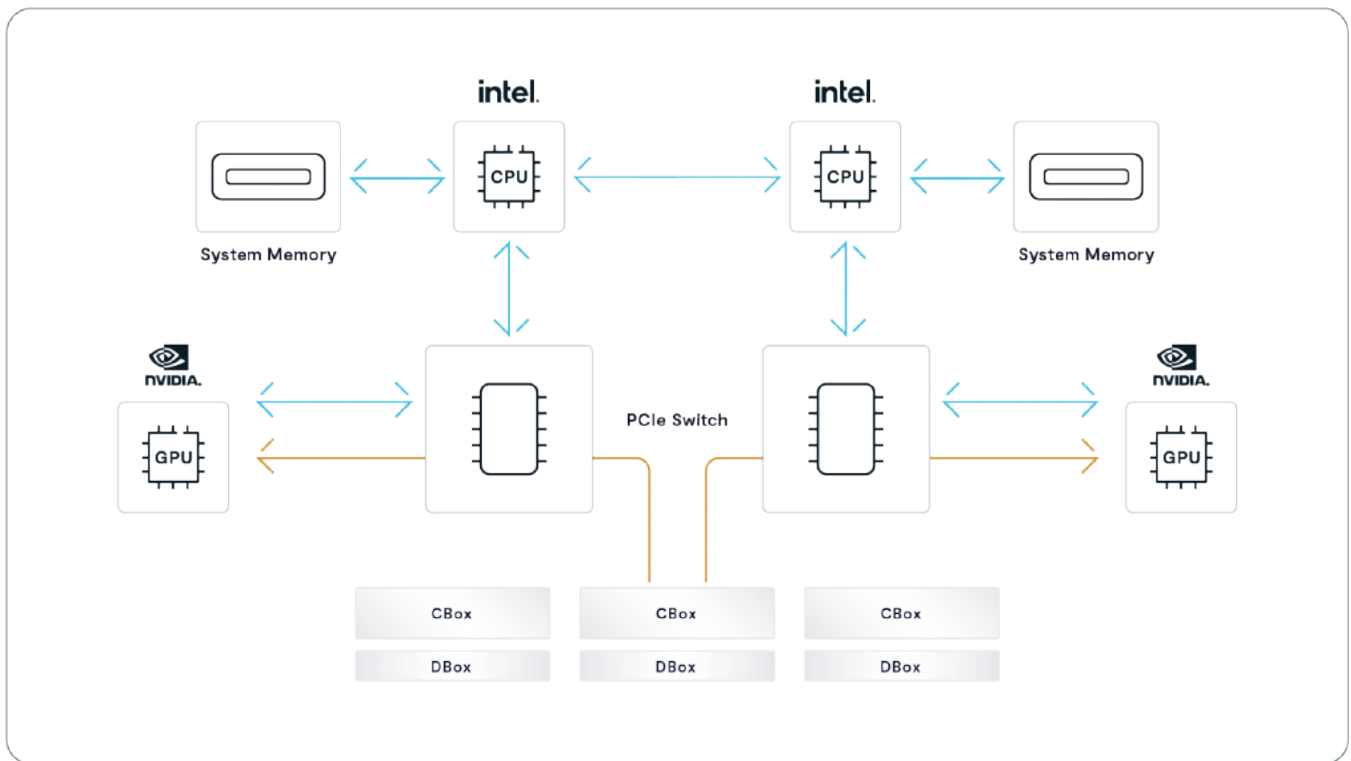 intel.
intel.
CPU
CPU
System Memory
System Memory
NVIDIA.
NVIDIA.
PCIe Switch
GPU
GPU
CBox
CBox
CBox
DBox
DBox
DBox